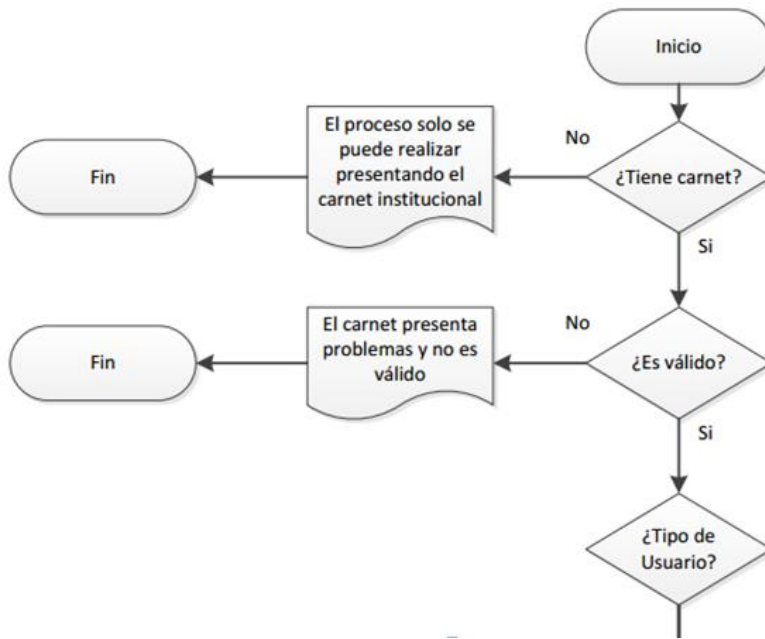 Inicio
El proceso solo se
puede realizar
presentando el
carnet institucional
No
Fin
¿Tiene carnet?
Si
El carnet presenta
problemas y no es
válido
No
Fin
¿Es válido?
Si
¿Tipo de
Usuario?